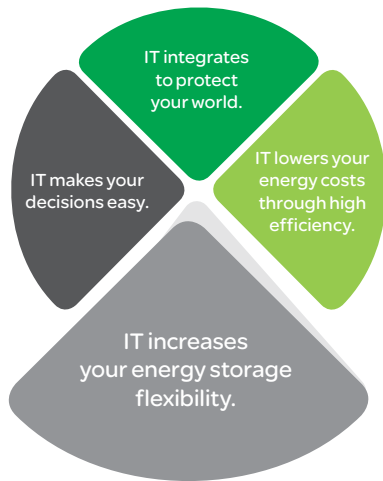 IT integrates
to protect
your world.
IT makes your
decisions easy.
IT lowers your
energy costs
through high
efficiency.
IT increases
your energy storage
flexibility.